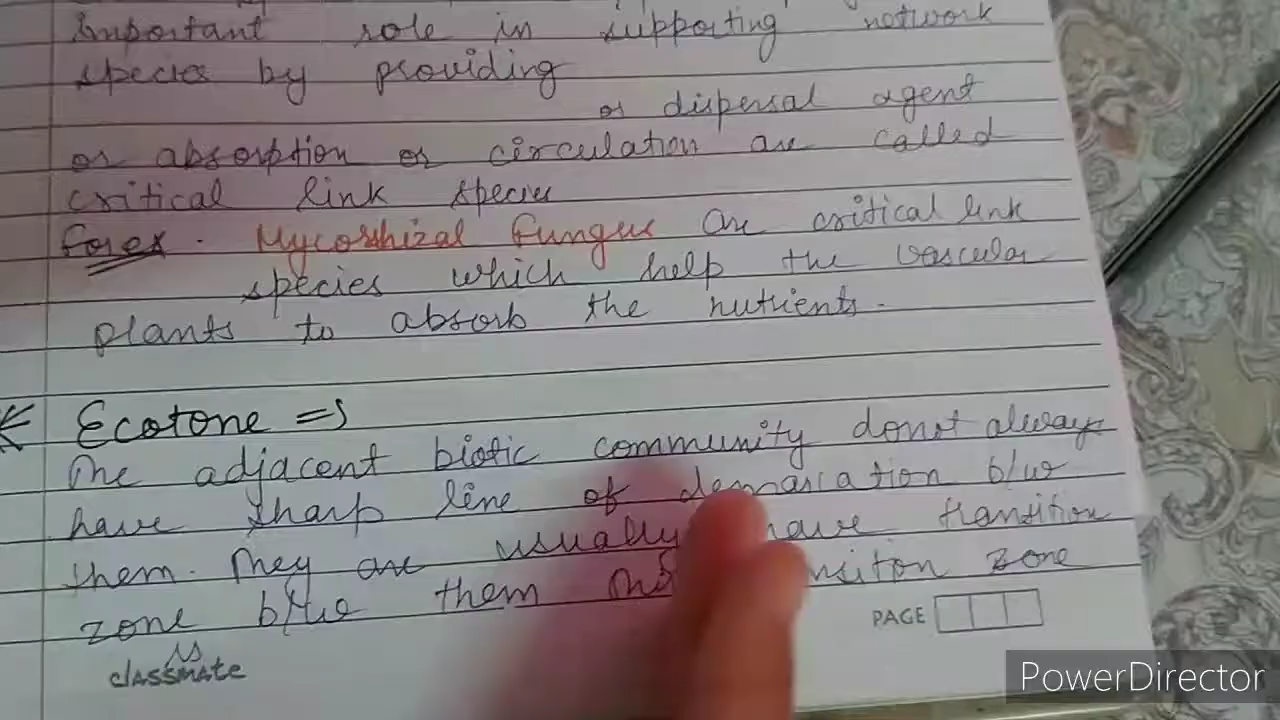 important role in supporting network
species by providing
or dispersal agent
or absorption or circulation are called
critical link species
For ex. Mycorrhizal fungus are critical link
species which help the vascular
plants to absorb the nutrients.
Ecotone =>
The adjacent biotic community donot always
have sharp line of demarcation b/w
them. They are usually have transition
zone b/w them zone
PAGE
classmate
PowerDirector